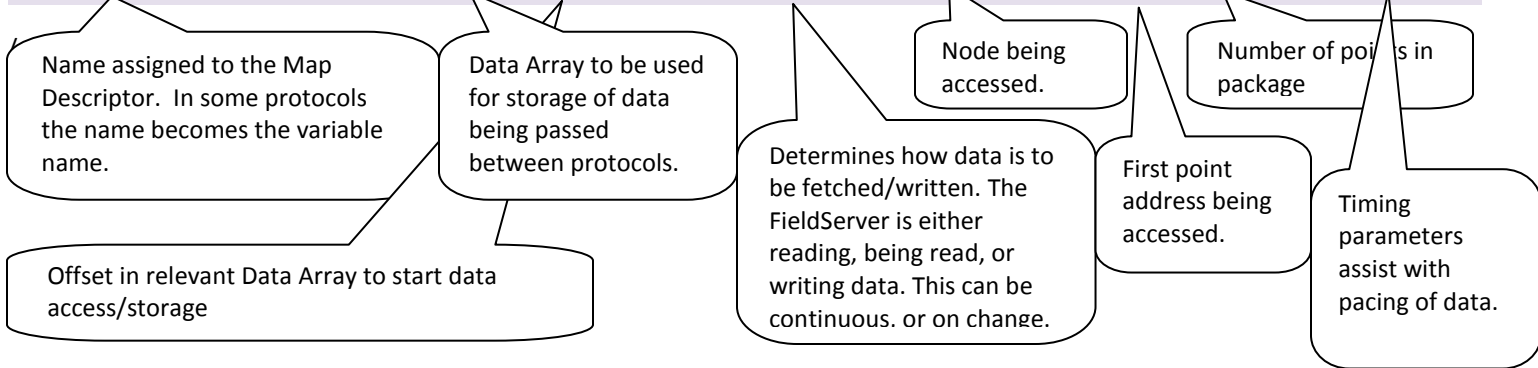 Name assigned to the Map
Descriptor. In some protocols
the name becomes the variable
name.
Data Array to be used
for storage of data
being passed
between protocols.
Node being
accessed.
Number of points in
package
Determines how data is to
be fetched/written. The
FieldServer is either
reading, being read, or
writing data. This can be
continuous, or on change.
First point
address being
accessed.
Timing
parameters
assist with
pacing of data.
Offset in relevant Data Array to start data
access/storage